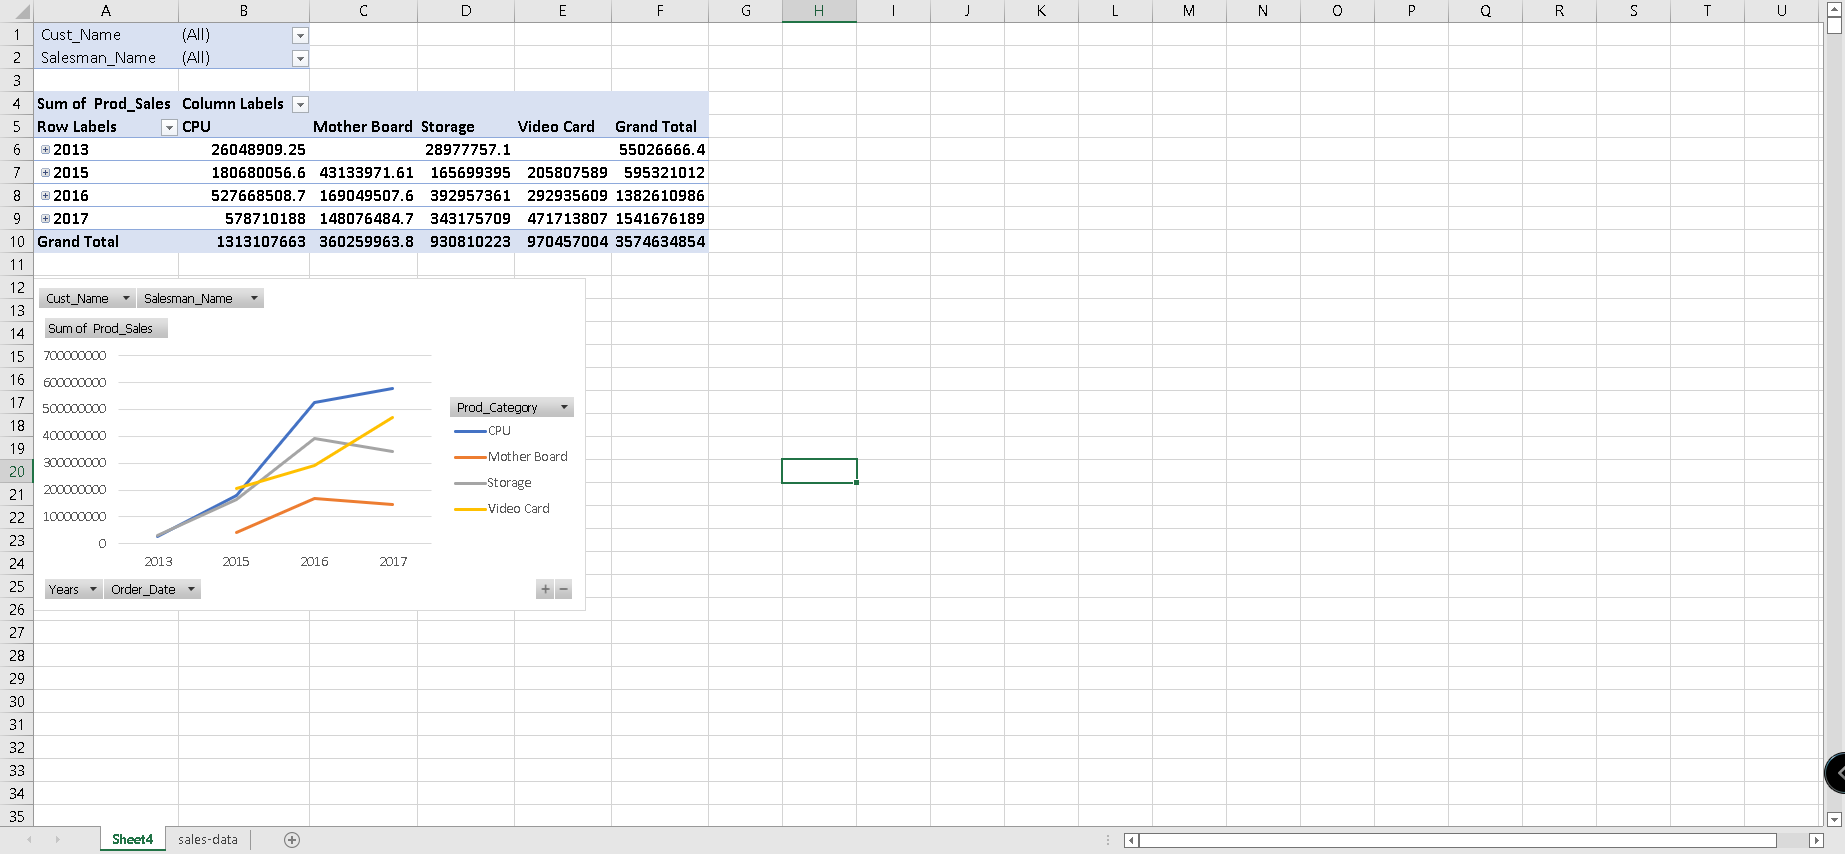 A B C D E F G H I J K L M N O P Q R S T U
1 Cust_Name (All)
2 Salesman_Name (All)
3
4 Sum of Prod_Sales Column Labels
5 Row Labels CPU Mother Board Storage Video Card Grand Total
6 2013 26048909.25 28977757.1 55026666.4
7 2015 180680056.6 43133971.61 165699395 205807589 595321012
8 2016 527668508.7 169049507.6 392957361 292935609 1382610986
9 2017 578710188 148076484.7 343175709 471713807 1541676189
10 Grand Total 1313107663 360259963.8 930810223 970457004 3574634854
11
12
Cust_Name Salesman_Name
13
Sum of Prod_Sales
14
15 700000000
16 600000000
17 500000000 Prod_Category
18 400000000 CPU
19 300000000 Mother Board
20
21 200000000 Storage
22 100000000 Video Card
23 0
24 2013 2015 2016 2017
25 Years Order_Date + −
26
27
28
29
30
31
32
33
34
35
Sheet4 sales-data